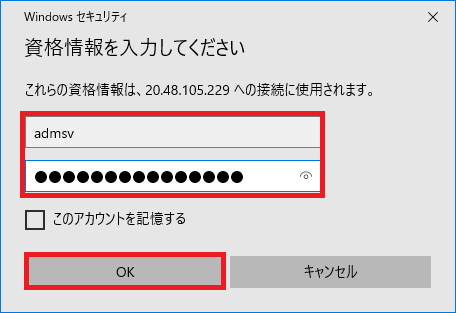 Windows セキュリティ
資格情報を入力してください
これらの資格情報は、20.48.105.229 への接続に使用されます。
admsv
●●●●●●●●●●●●●●●
このアカウントを記憶する
OK
キャンセル